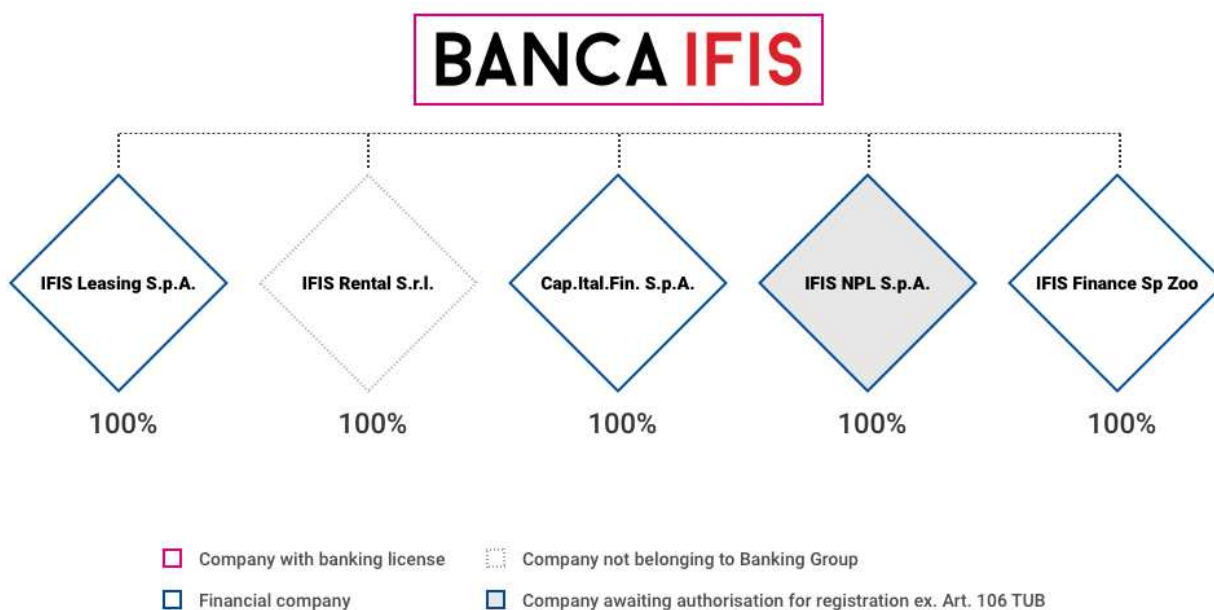 BANCA IFIS
IFIS Leasing S.p.A.
IFIS Rental S.r.l.
Cap.Ital.Fin. S.p.A.
IFIS NPL S.p.A.
IFIS Finance Sp Zoo
100%
100%
100%
100%
100%
Company with banking license
Company not belonging to Banking Group
Financial company
Company awaiting authorisation for registration ex. Art. 106 TUB